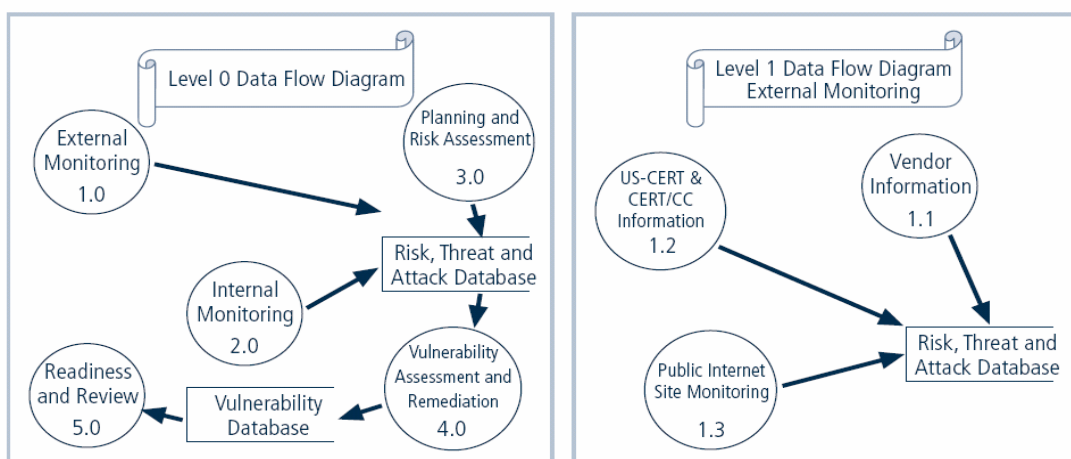 Level 0 Data Flow Diagram
External
Monitoring
1.0
Planning and
Risk Assessment
3.0
Risk, Threat and
Attack Database
Internal
Monitoring
2.0
Vulnerability
Assessment and
Remediation
4.0
Vulnerability
Database
Readiness
and Review
5.0
Level 1 Data Flow Diagram
External Monitoring
Vendor
Information
1.1
US-CERT &
CERT/CC
Information
1.2
Risk, Threat and
Attack Database
Public Internet
Site Monitoring
1.3